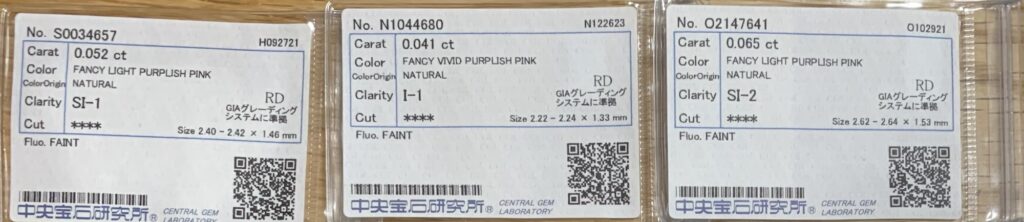 No. S0034657
H092721
Carat 0.052 ct
Color FANCY LIGHT PURPLISH PINK
ColorOrigin NATURAL
RD
Clarity SI-1
GIAグレーディング
システムに準拠
Cut ****
Size 2.40 - 2.42 × 1.46 mm
Fluo. FAINT
中央宝石研究所®
CENTRAL GEM
LABORATORY
No. N1044680
N122623
Carat 0.041 ct
Color FANCY VIVID PURPLISH PINK
ColorOrigin NATURAL
RD
Clarity I-1
GIAグレーディング
システムに準拠
Cut ****
Size 2.22 - 2.24 × 1.33 mm
Fluo. FAINT
中央宝石研究所®
CENTRAL GEM
LABORATORY
No. O2147641
O102921
Carat 0.065 ct
Color FANCY LIGHT PURPLISH PINK
ColorOrigin NATURAL
RD
Clarity SI-2
GIAグレーディング
システムに準拠
Cut ****
Size 2.62 - 2.64 × 1.53 mm
Fluo. FAINT
中央宝石研究所®
CENTRAL GEM
LABORATORY